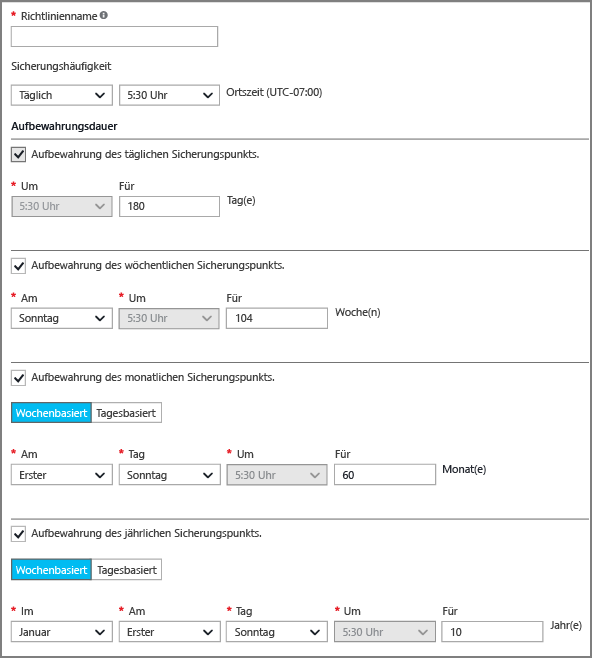 * Richtlinienname
Sicherungshäufigkeit
Täglich 5:30 Uhr Ortszeit (UTC-07:00)
Aufbewahrungsdauer
Aufbewahrung des täglichen Sicherungspunkts.
* Um Für
5:30 Uhr 180 Tag(e)
Aufbewahrung des wöchentlichen Sicherungspunkts.
* Am * Um Für
Sonntag 5:30 Uhr 104 Woche(n)
Aufbewahrung des monatlichen Sicherungspunkts.
Wochenbasiert Tagesbasiert
* Am * Tag * Um Für
Erster Sonntag 5:30 Uhr 60 Monat(e)
Aufbewahrung des jährlichen Sicherungspunkts.
Wochenbasiert Tagesbasiert
* Im * Am * Tag * Um Für
Januar Erster Sonntag 5:30 Uhr 10 Jahr(e)